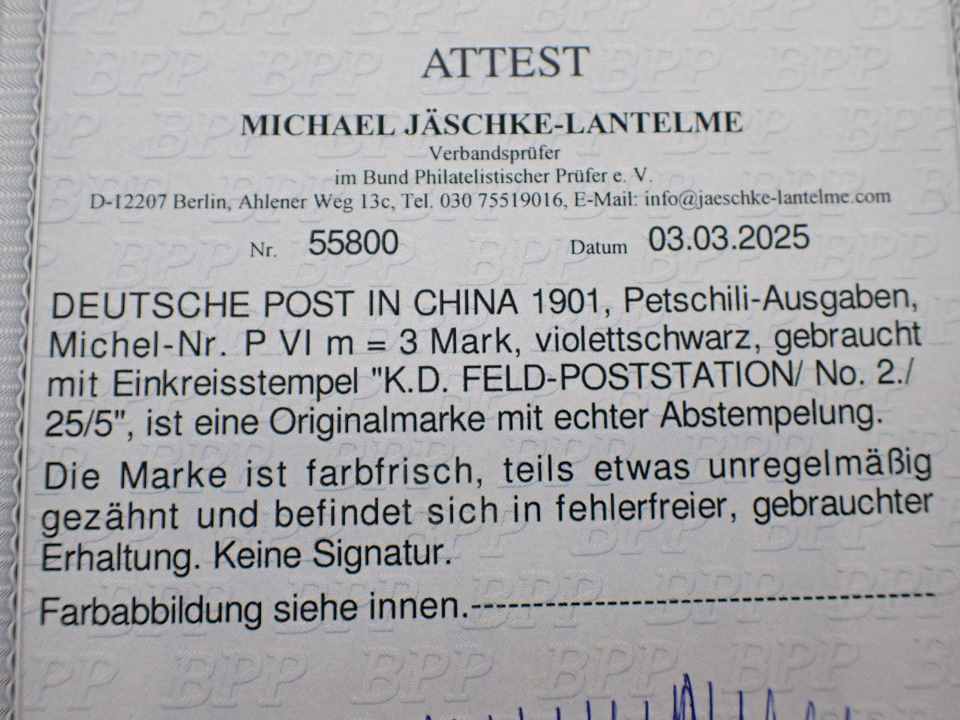 ATTEST
MICHAEL JÄSCHKE-LANTELME
Verbandsprüfer
im Bund Philatelistischer Prüfer e. V.
D-12207 Berlin, Ahlener Weg 13c, Tel. 030 75519016, E-Mail: info@jaeschke-lantelme.com
Nr. 55800 Datum 03.03.2025
DEUTSCHE POST IN CHINA 1901, Petschili-Ausgaben,
Michel-Nr. P VI m = 3 Mark, violettschwarz, gebraucht
mit Einkreisstempel "K.D. FELD-POSTSTATION/ No. 2./
25/5", ist eine Originalmarke mit echter Abstempelung.
Die Marke ist farbfrisch, teils etwas unregelmäßig
gezähnt und befindet sich in fehlerfreier, gebrauchter
Erhaltung. Keine Signatur.
Farbabbildung siehe innen.----------------------------------------